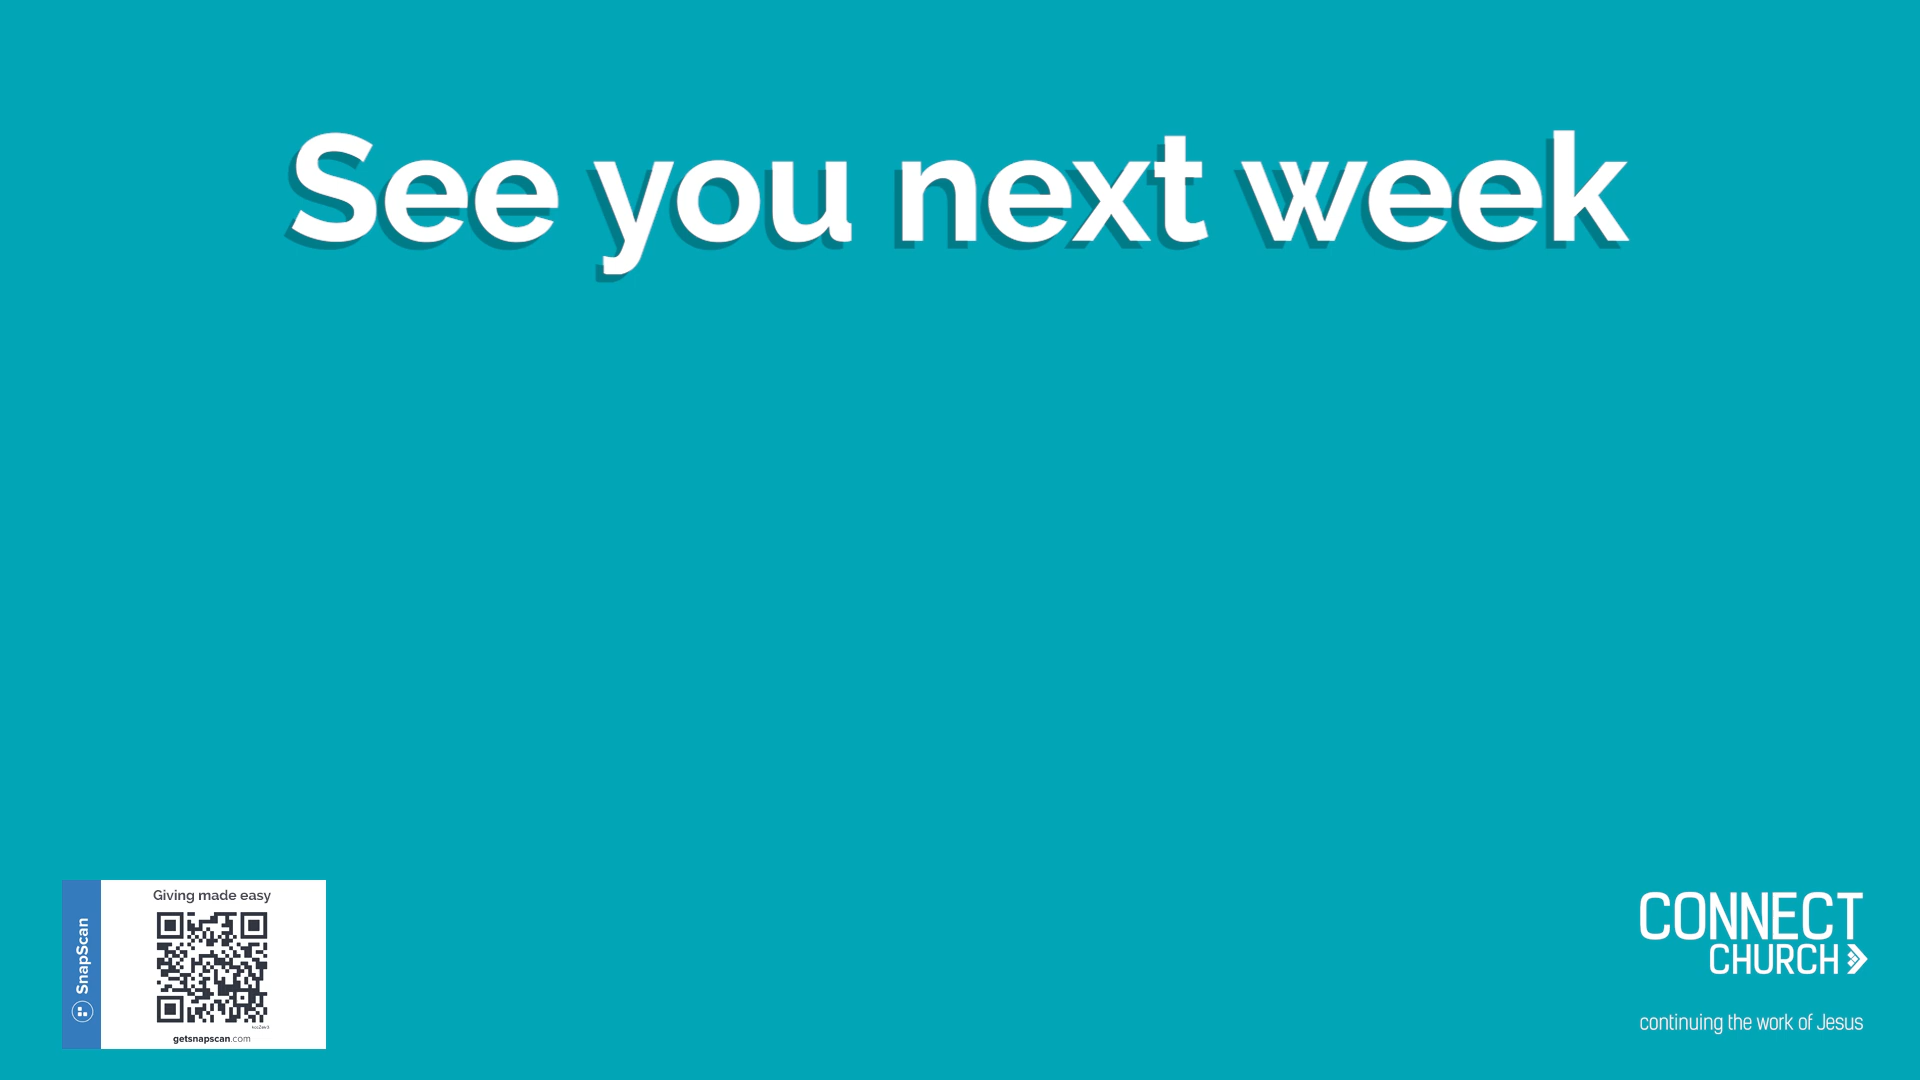 See you next week
Giving made easy
SnapScan
getsnapscan.com
CONNECT
CHURCH
continuing the work of Jesus